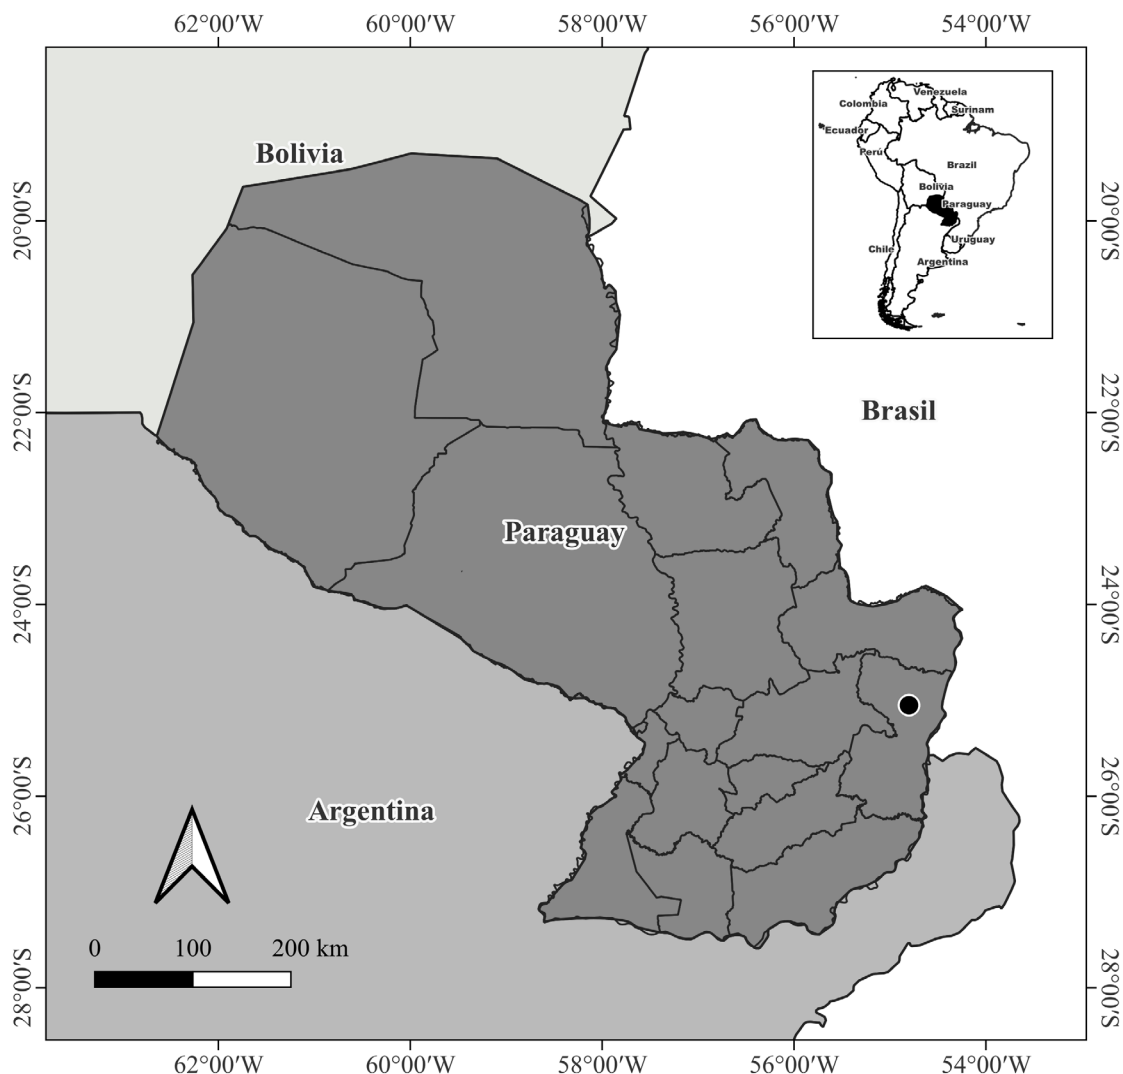 62°00'W 60°00'W 58°00'W 56°00'W 54°00'W
Venezuela
Colombia
Surinam
Ecuador
Perú
Brazil
Bolivia
Paraguay
Uruguay
Chile
Argentina
Bolivia
20°00'S 20°00'S
22°00'S 22°00'S
Brasil
Paraguay
24°00'S 24°00'S
26°00'S 26°00'S
Argentina
0 100 200 km
28°00'S 28°00'S
62°00'W 60°00'W 58°00'W 56°00'W 54°00'W